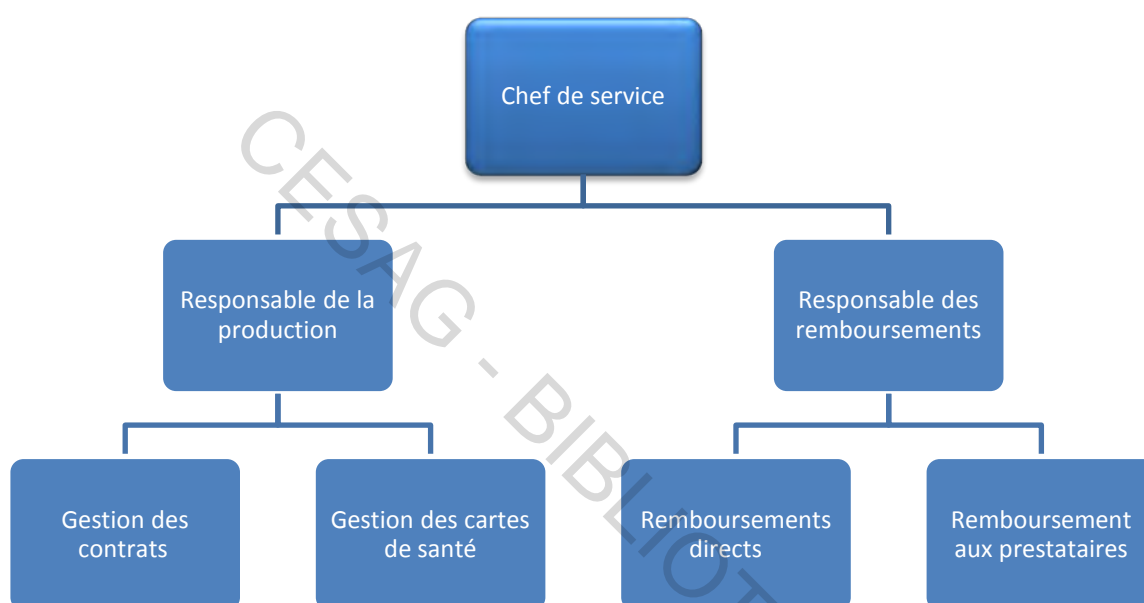 Chef de service
Responsable de la
production
Responsable des
remboursements
Gestion des
contrats
Gestion des cartes
de santé
Remboursements
directs
Remboursement
aux prestataires
CESAG - BIBLIOT